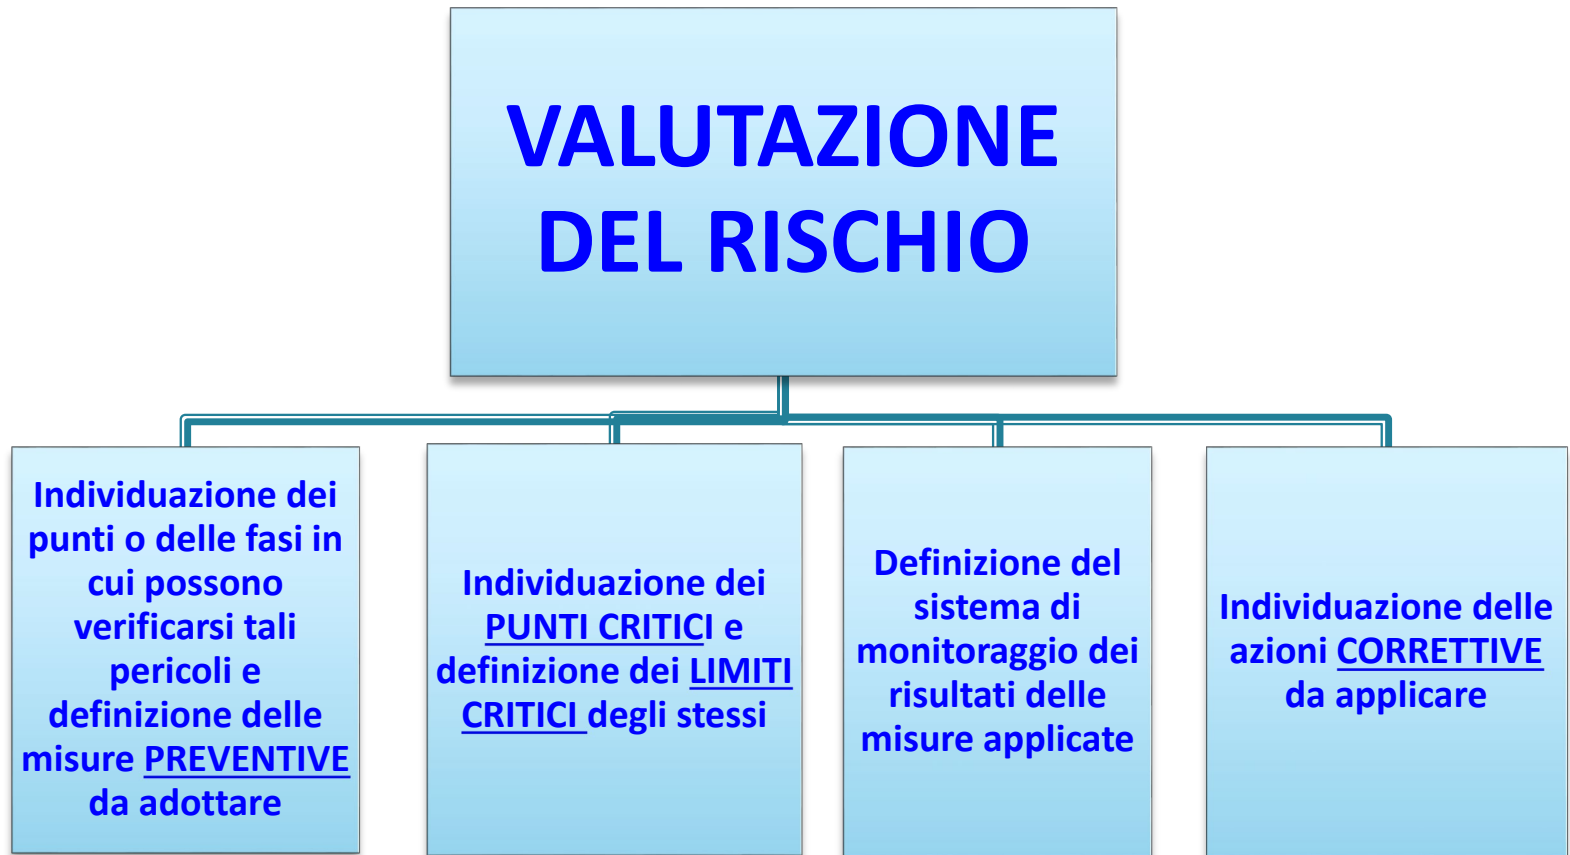 VALUTAZIONE
DEL RISCHIO
Individuazione dei
punti o delle fasi in
cui possono
verificarsi tali
pericoli e
definizione delle
misure PREVENTIVE
da adottare
Individuazione dei
PUNTI CRITICI e
definizione dei LIMITI
CRITICI degli stessi
Definizione del
sistema di
monitoraggio dei
risultati delle
misure applicate
Individuazione delle
azioni CORRETTIVE
da applicare